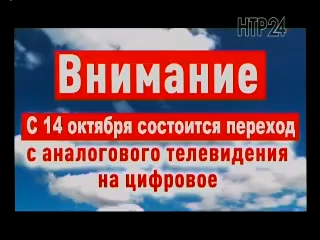 НТР24
Внимание
С 14 октября состоится переход
с аналогового телевидения
на цифровое